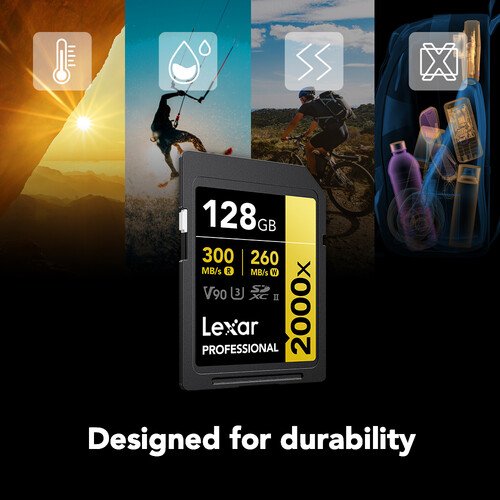 128GB
300 260
MB/s R MB/s W
V90 U3 SDXC II
Lexar
PROFESSIONAL
2000x
Designed for durability